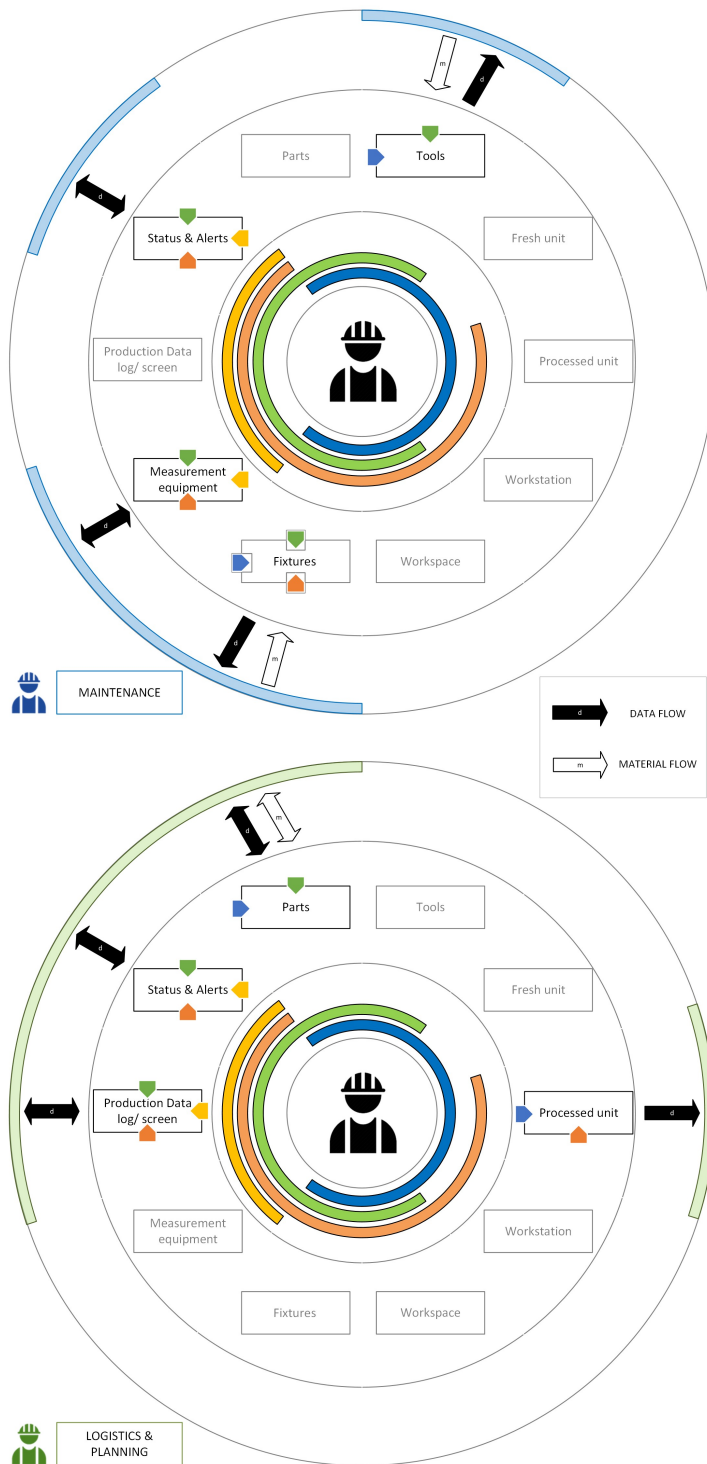 m
d
Parts
Tools
d
Status & Alerts
Fresh unit
Production Data
log/ screen
Processed unit
Measurement
equipment
Workstation
d
Fixtures
Workspace
d
m
MAINTENANCE
d
DATA FLOW
m
MATERIAL FLOW
d
m
Parts
Tools
d
Status & Alerts
Fresh unit
d
Production Data
log/ screen
Processed unit
d
Measurement
equipment
Workstation
Fixtures
Workspace
LOGISTICS &
PLANNING